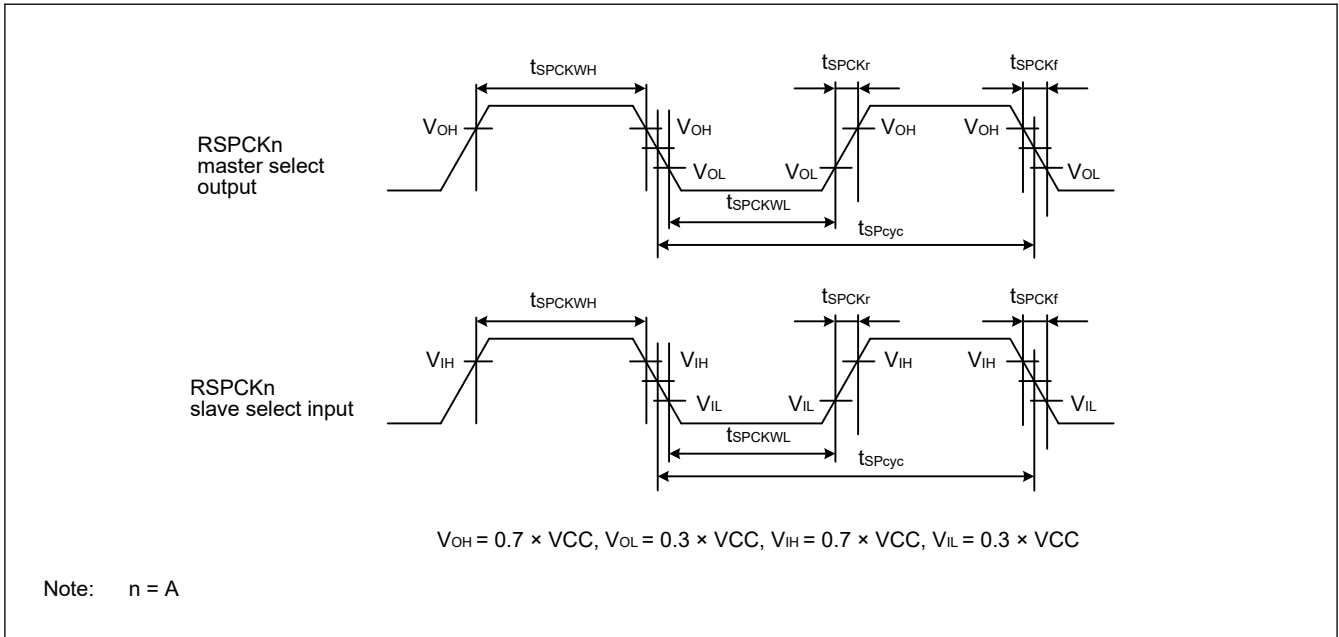 tSPCKWH
tSPCKr
tSPCKf
RSPCKn
master select
output
VOH
VOH
VOL
VOL
VOH
VOH
VOL
tSPCKWL
tSPcyc
tSPCKWH
tSPCKr
tSPCKf
RSPCKn
slave select input
VIH
VIH
VIL
VIL
VIH
VIH
VIL
tSPCKWL
tSPcyc
VOH = 0.7 × VCC, VOL = 0.3 × VCC, VIH = 0.7 × VCC, VIL = 0.3 × VCC
Note: n = A